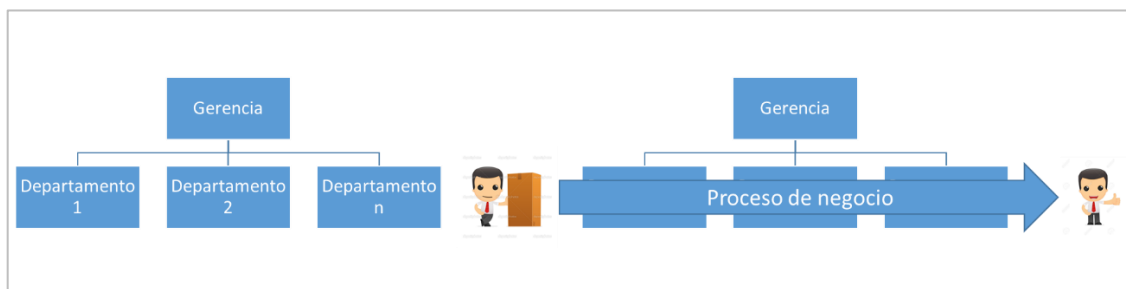 Gerencia
Departamento
1
Departamento
2
Departamento
n
Gerencia
Proceso de negocio